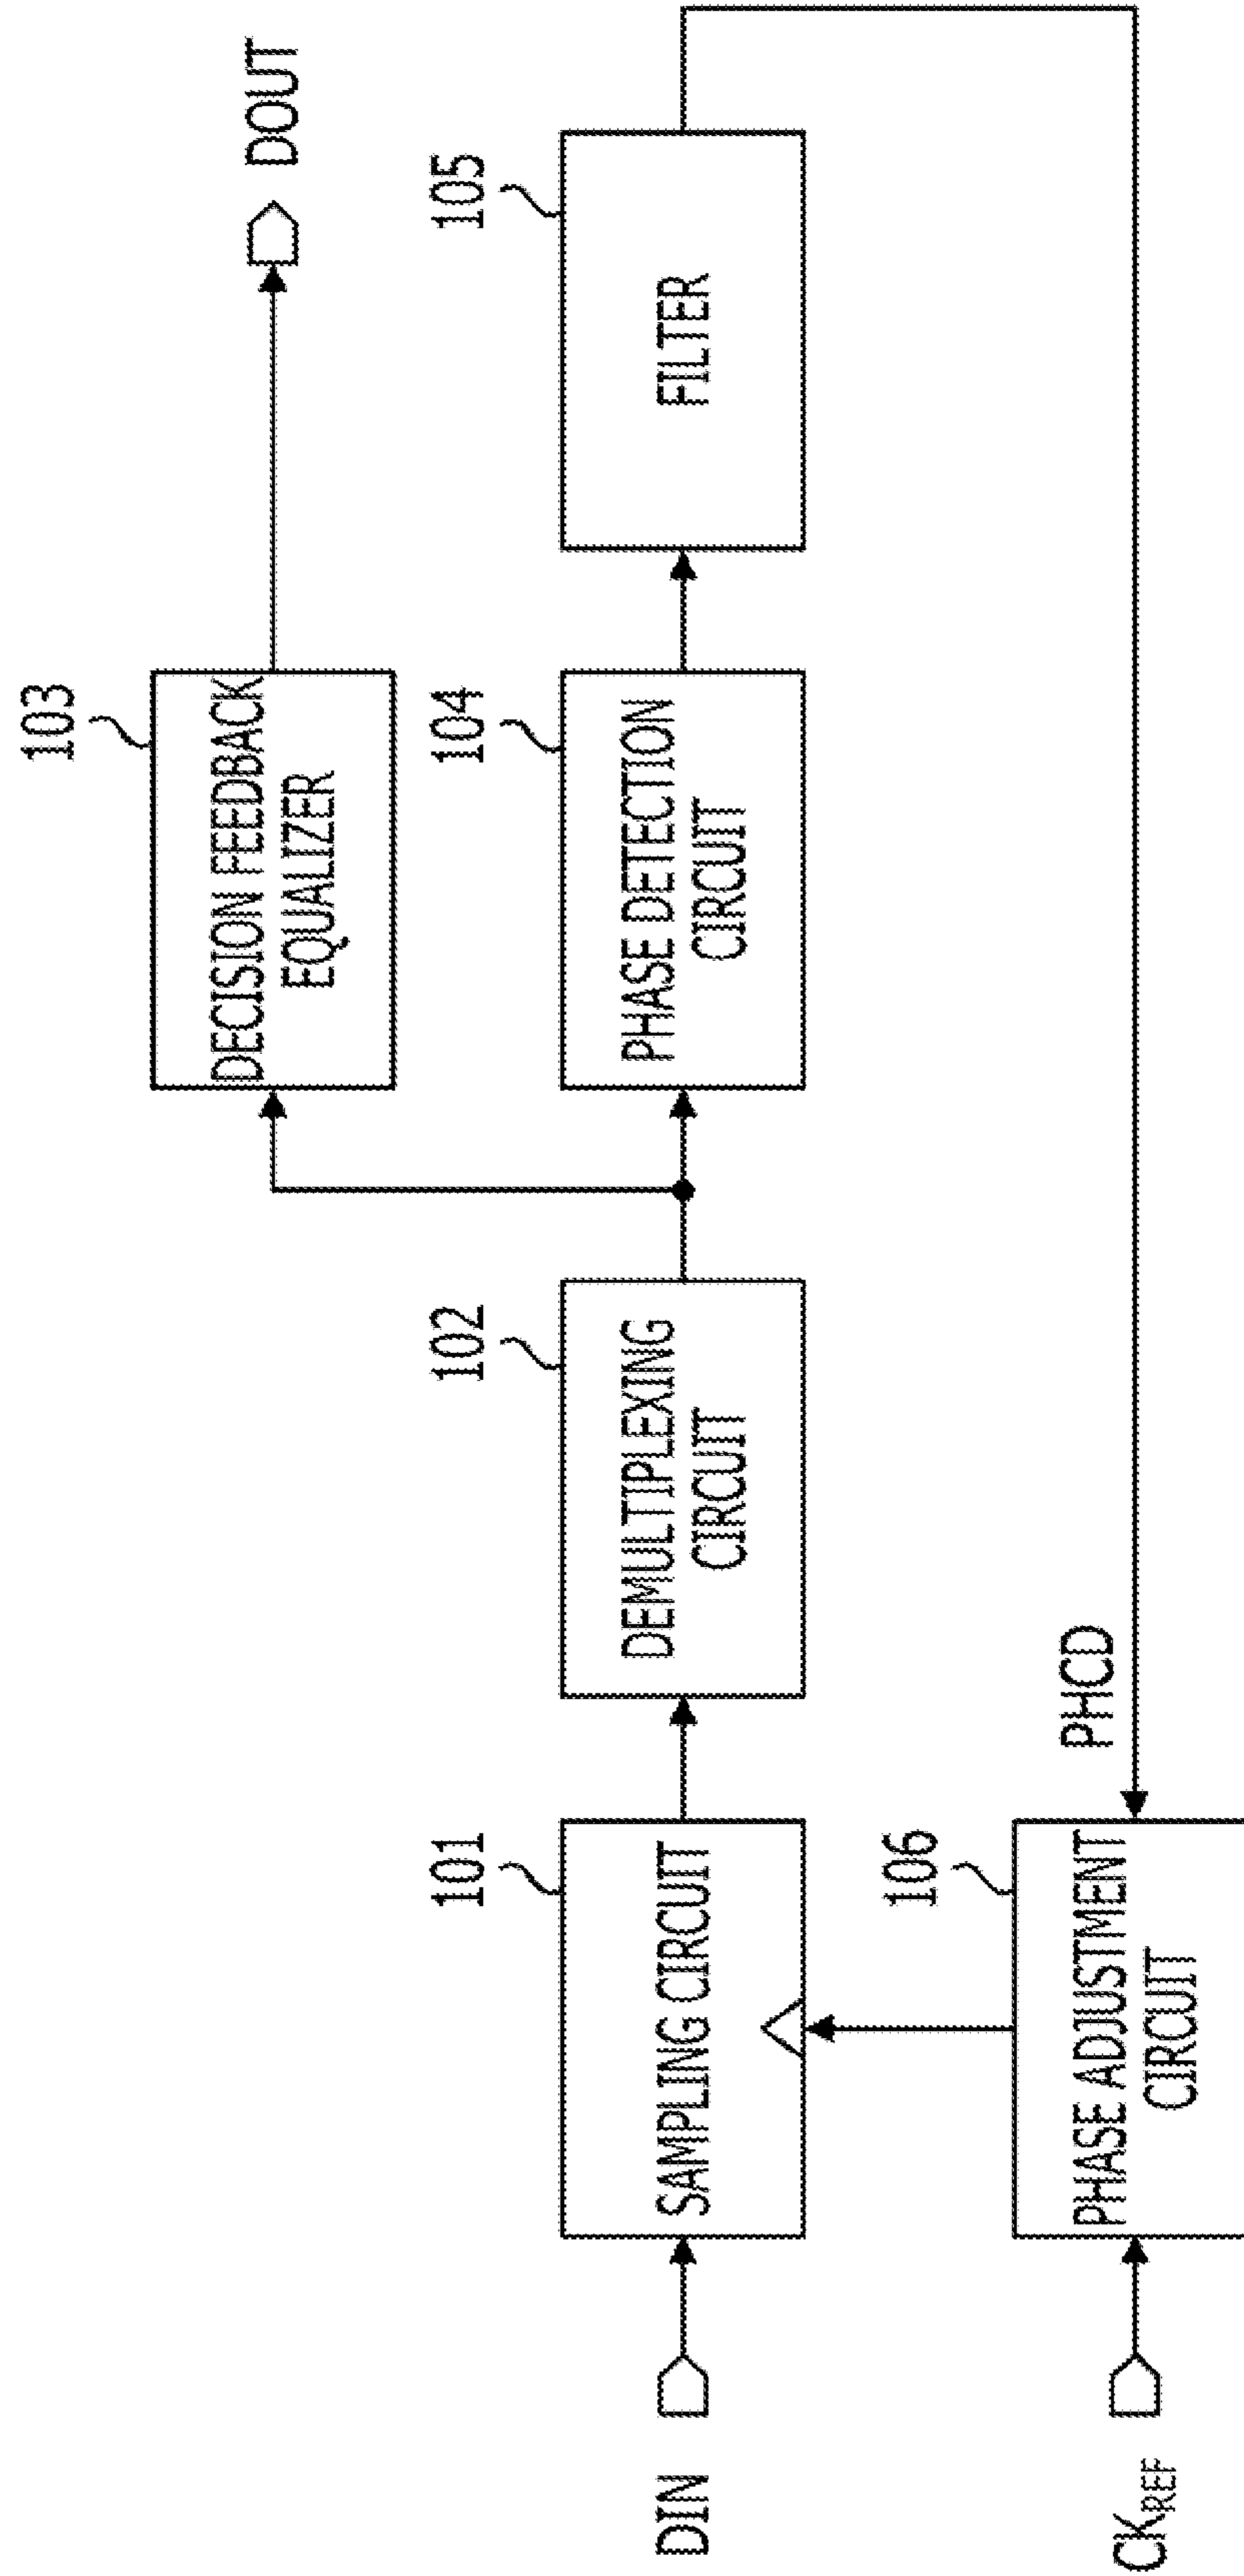 103
DECISION FEEDBACK
EQUALIZER
DOUT
DIN
101
SAMPLING CIRCUIT
102
DEMULTIPLEXING
CIRCUIT
104
PHASE DETECTION
CIRCUIT
105
FILTER
CKREF
106
PHASE ADJUSTMENT
CIRCUIT
PHCD